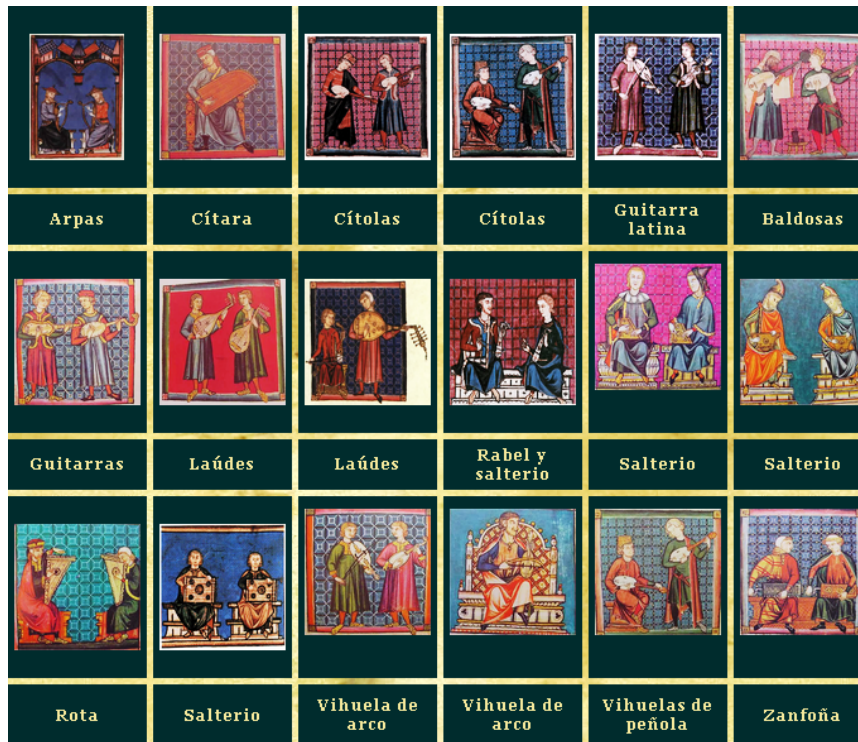 Arpas
Cítara
Cítolas
Cítolas
Guitarra
latina
Baldosas
Guitarras
Laúdes
Laúdes
Rabel y
salterio
Salterio
Salterio
Rota
Salterio
Vihuela de
arco
Vihuela de
arco
Vihuelas de
peñola
Zanfoña